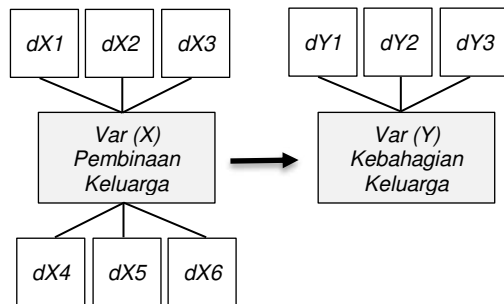 dX1 dX2 dX3
dY1 dY2 dY3
Var (X)
Pembinaan
Keluarga
Var (Y)
Kebahagian
Keluarga
dX4 dX5 dX6